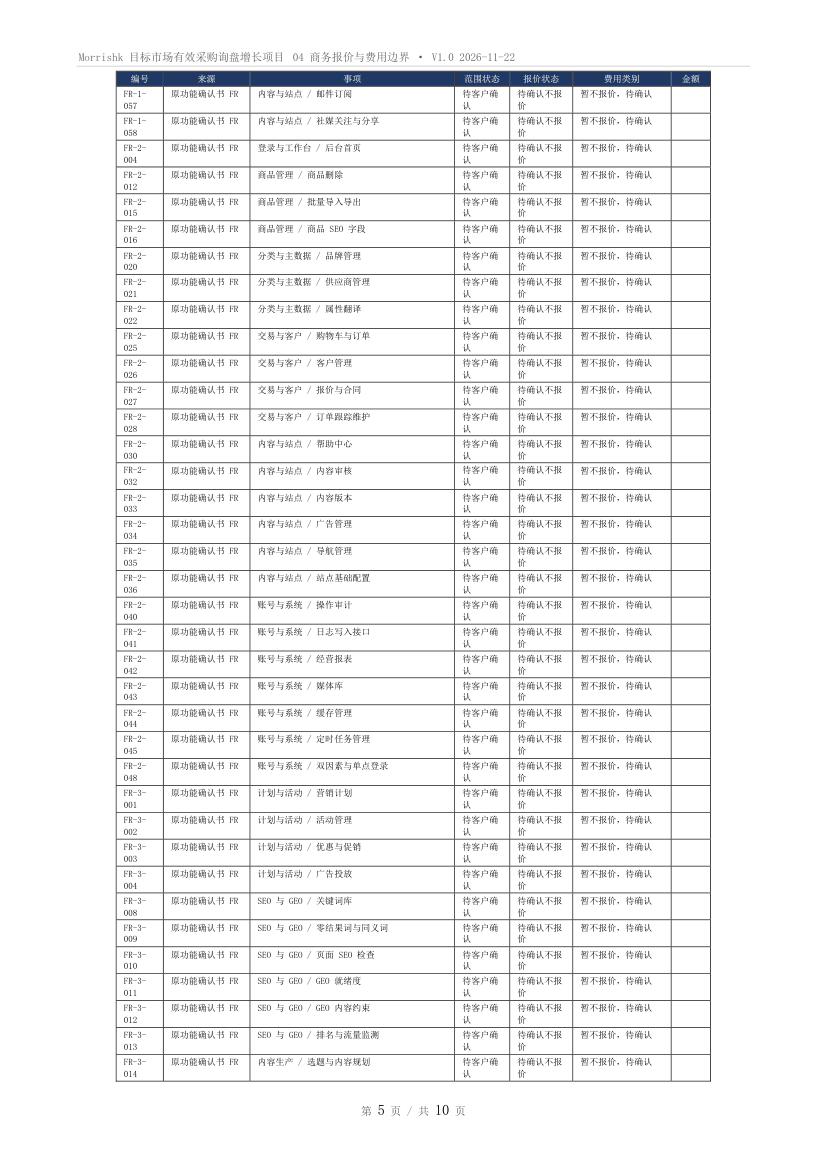 Morrishk 目标市场有效采购询盘增长项目 04 商务报价与费用边界 • V1.0 2026-11-22
编号 来源 事项 范围状态 报价状态 费用类别 金额
FR-1-057 原功能确认书 FR 内容与站点 / 邮件订阅 待客户确认 待确认不报价 暂不报价，待确认
FR-1-058 原功能确认书 FR 内容与站点 / 社媒关注与分享 待客户确认 待确认不报价 暂不报价，待确认
FR-2-004 原功能确认书 FR 登录与工作台 / 后台首页 待客户确认 待确认不报价 暂不报价，待确认
FR-2-012 原功能确认书 FR 商品管理 / 商品删除 待客户确认 待确认不报价 暂不报价，待确认
FR-2-015 原功能确认书 FR 商品管理 / 批量导入导出 待客户确认 待确认不报价 暂不报价，待确认
FR-2-016 原功能确认书 FR 商品管理 / 商品 SEO 字段 待客户确认 待确认不报价 暂不报价，待确认
FR-2-020 原功能确认书 FR 分类与主数据 / 品牌管理 待客户确认 待确认不报价 暂不报价，待确认
FR-2-021 原功能确认书 FR 分类与主数据 / 供应商管理 待客户确认 待确认不报价 暂不报价，待确认
FR-2-022 原功能确认书 FR 分类与主数据 / 属性翻译 待客户确认 待确认不报价 暂不报价，待确认
FR-2-025 原功能确认书 FR 交易与客户 / 购物车与订单 待客户确认 待确认不报价 暂不报价，待确认
FR-2-026 原功能确认书 FR 交易与客户 / 客户管理 待客户确认 待确认不报价 暂不报价，待确认
FR-2-027 原功能确认书 FR 交易与客户 / 报价与合同 待客户确认 待确认不报价 暂不报价，待确认
FR-2-028 原功能确认书 FR 交易与客户 / 订单跟踪维护 待客户确认 待确认不报价 暂不报价，待确认
FR-2-030 原功能确认书 FR 内容与站点 / 帮助中心 待客户确认 待确认不报价 暂不报价，待确认
FR-2-032 原功能确认书 FR 内容与站点 / 内容审核 待客户确认 待确认不报价 暂不报价，待确认
FR-2-033 原功能确认书 FR 内容与站点 / 内容版本 待客户确认 待确认不报价 暂不报价，待确认
FR-2-034 原功能确认书 FR 内容与站点 / 广告管理 待客户确认 待确认不报价 暂不报价，待确认
FR-2-035 原功能确认书 FR 内容与站点 / 导航管理 待客户确认 待确认不报价 暂不报价，待确认
FR-2-036 原功能确认书 FR 内容与站点 / 站点基础配置 待客户确认 待确认不报价 暂不报价，待确认
FR-2-040 原功能确认书 FR 账号与系统 / 操作审计 待客户确认 待确认不报价 暂不报价，待确认
FR-2-041 原功能确认书 FR 账号与系统 / 日志写入接口 待客户确认 待确认不报价 暂不报价，待确认
FR-2-042 原功能确认书 FR 账号与系统 / 经营报表 待客户确认 待确认不报价 暂不报价，待确认
FR-2-043 原功能确认书 FR 账号与系统 / 媒体库 待客户确认 待确认不报价 暂不报价，待确认
FR-2-044 原功能确认书 FR 账号与系统 / 缓存管理 待客户确认 待确认不报价 暂不报价，待确认
FR-2-045 原功能确认书 FR 账号与系统 / 定时任务管理 待客户确认 待确认不报价 暂不报价，待确认
FR-2-048 原功能确认书 FR 账号与系统 / 双因素与单点登录 待客户确认 待确认不报价 暂不报价，待确认
FR-3-001 原功能确认书 FR 计划与活动 / 营销计划 待客户确认 待确认不报价 暂不报价，待确认
FR-3-002 原功能确认书 FR 计划与活动 / 活动管理 待客户确认 待确认不报价 暂不报价，待确认
FR-3-003 原功能确认书 FR 计划与活动 / 优惠与促销 待客户确认 待确认不报价 暂不报价，待确认
FR-3-004 原功能确认书 FR 计划与活动 / 广告投放 待客户确认 待确认不报价 暂不报价，待确认
FR-3-008 原功能确认书 FR SEO 与 GEO / 关键词库 待客户确认 待确认不报价 暂不报价，待确认
FR-3-009 原功能确认书 FR SEO 与 GEO / 零结果词与同义词 待客户确认 待确认不报价 暂不报价，待确认
FR-3-010 原功能确认书 FR SEO 与 GEO / 页面 SEO 检查 待客户确认 待确认不报价 暂不报价，待确认
FR-3-011 原功能确认书 FR SEO 与 GEO / GEO 就绪度 待客户确认 待确认不报价 暂不报价，待确认
FR-3-012 原功能确认书 FR SEO 与 GEO / GEO 内容约束 待客户确认 待确认不报价 暂不报价，待确认
FR-3-013 原功能确认书 FR SEO 与 GEO / 排名与流量监测 待客户确认 待确认不报价 暂不报价，待确认
FR-3-014 原功能确认书 FR 内容生产 / 选题与内容规划 待客户确认 待确认不报价 暂不报价，待确认
第 5 页 / 共 10 页